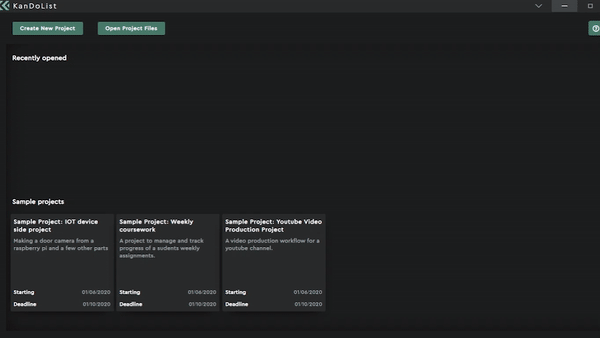 KanDoList
Create New Project
Open Project Files
Recently opened
Sample projects
Sample Project: IOT device
side project
Making a door camera from a
raspberry pi and a few other parts
Starting 01/06/2020
Deadline 01/10/2020
Sample Project: Weekly
coursework
A project to manage and track
progress of a sudents weekly
assignments.
Starting 01/06/2020
Deadline 01/10/2020
Sample Project: Youtube Video
Production Project
A video production workflow for a
youtube channel.
Starting 01/06/2020
Deadline 01/10/2020